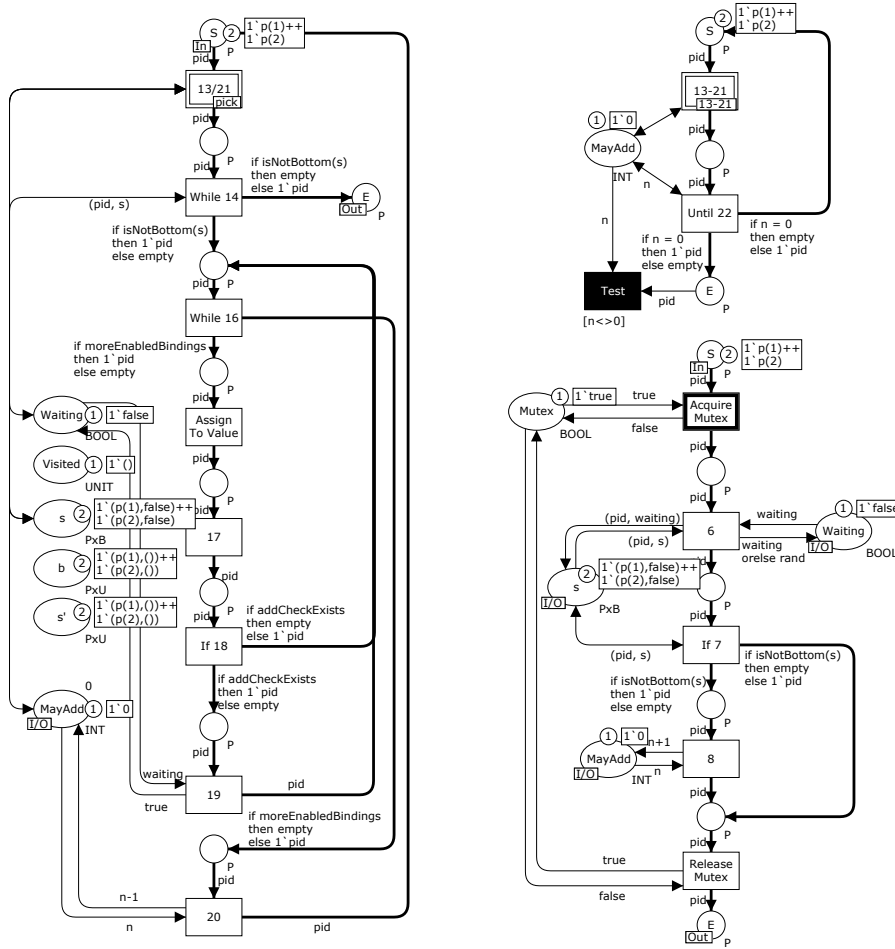 S
2
1`p(1)++
1`p(2)
In
P
pid
13/21
pick
pid
P
pid
if isNotBottom(s)
then empty
else 1`pid
While 14
E
Out
P
(pid, s)
if isNotBottom(s)
then 1`pid
else empty
P
pid
While 16
if moreEnabledBindings
then 1`pid
else empty
P
pid
Assign
To Value
pid
P
pid
17
Waiting
1
1`false
BOOL
Visited
1
1`()
UNIT
s
2
1`(p(1),false)++
1`(p(2),false)
PxB
b
2
1`(p(1),())++
1`(p(2),())
PxU
s'
2
1`(p(1),())++
1`(p(2),())
PxU
pid
P
pid
if addCheckExists
then empty
else 1`pid
If 18
if addCheckExists
then 1`pid
else empty
0
MayAdd
1
1`0
I/O
INT
P
pid
waiting
19
pid
true
if moreEnabledBindings
then empty
else 1`pid
P
pid
n-1
20
n
pid
S
2
1`p(1)++
1`p(2)
P
pid
13-21
13-21
1
1`0
MayAdd
INT
pid
P
pid
n
Until 22
n
if n = 0
then empty
else 1`pid
if n = 0
then 1`pid
else empty
Test
pid
E
P
[n<>0]
S
2
1`p(1)++
1`p(2)
In
P
pid
1
1`true
Mutex
BOOL
true
Acquire
Mutex
false
pid
P
pid
(pid, waiting)
(pid, s)
6
waiting
waiting
orelse rand
1
1`false
Waiting
I/O
BOOL
2
s
1`(p(1),false)++
1`(p(2),false)
I/O
PxB
pid
P
pid
(pid, s)
If 7
if isNotBottom(s)
then empty
else 1`pid
if isNotBottom(s)
then 1`pid
else empty
P
pid
1
1`0
MayAdd
I/O
INT
n+1
n
8
pid
P
pid
true
Release
Mutex
false
pid
E
Out
P